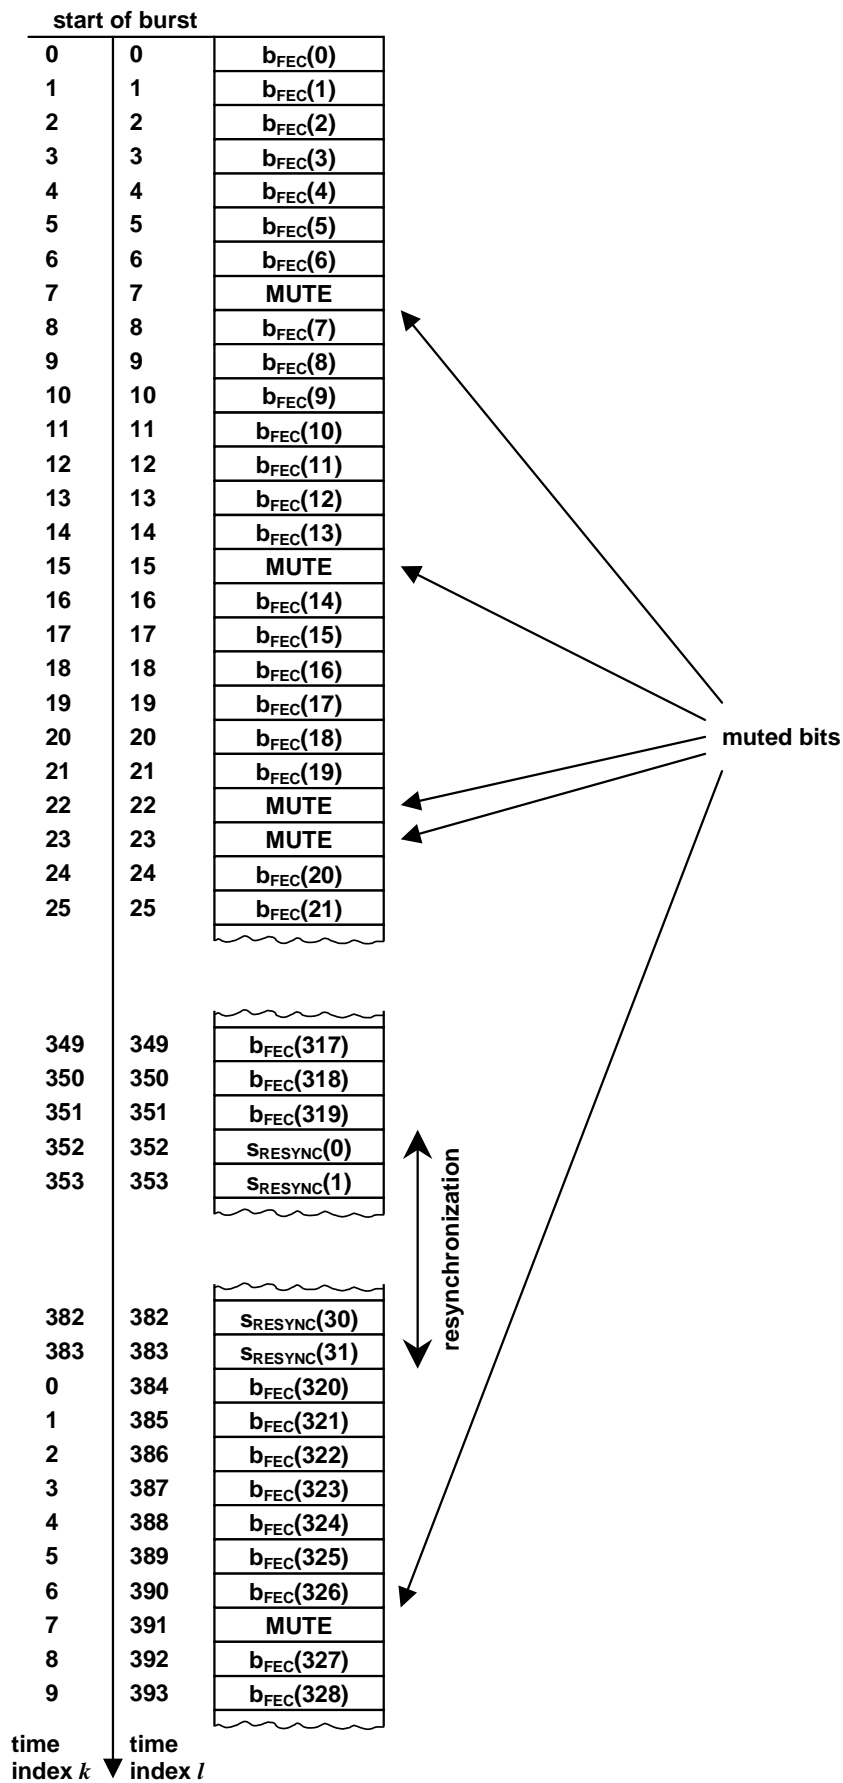 start of burst
0 0 b_FEC(0)
1 1 b_FEC(1)
2 2 b_FEC(2)
3 3 b_FEC(3)
4 4 b_FEC(4)
5 5 b_FEC(5)
6 6 b_FEC(6)
7 7 MUTE
8 8 b_FEC(7)
9 9 b_FEC(8)
10 10 b_FEC(9)
11 11 b_FEC(10)
12 12 b_FEC(11)
13 13 b_FEC(12)
14 14 b_FEC(13)
15 15 MUTE
16 16 b_FEC(14)
17 17 b_FEC(15)
18 18 b_FEC(16)
19 19 b_FEC(17)
20 20 b_FEC(18) muted bits
21 21 b_FEC(19)
22 22 MUTE
23 23 MUTE
24 24 b_FEC(20)
25 25 b_FEC(21)
349 349 b_FEC(317)
350 350 b_FEC(318)
351 351 b_FEC(319)
352 352 s_RESYNC(0)
353 353 s_RESYNC(1)
resynchronization
382 382 s_RESYNC(30)
383 383 s_RESYNC(31)
0 384 b_FEC(320)
1 385 b_FEC(321)
2 386 b_FEC(322)
3 387 b_FEC(323)
4 388 b_FEC(324)
5 389 b_FEC(325)
6 390 b_FEC(326)
7 391 MUTE
8 392 b_FEC(327)
9 393 b_FEC(328)
time time
index k index l